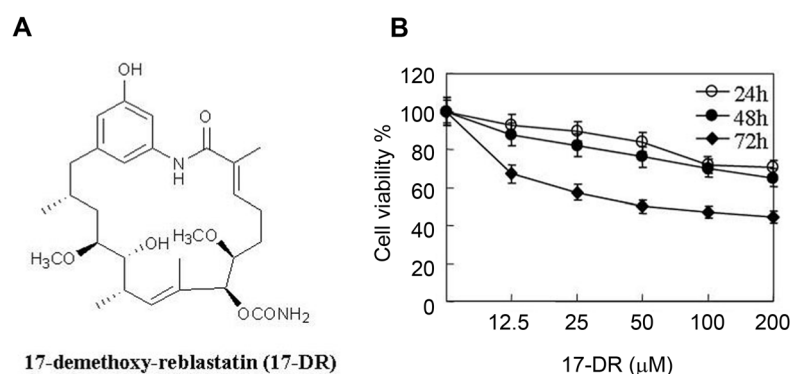 A
OH
O
N
H
H₃CO
OH
H₃CO
OCONH₂
17-demethoxy-reblastatin (17-DR)
B
120
100
80
60
40
20
0
Cell viability %
24h
48h
72h
12.5 25 50 100 200
17-DR (μM)